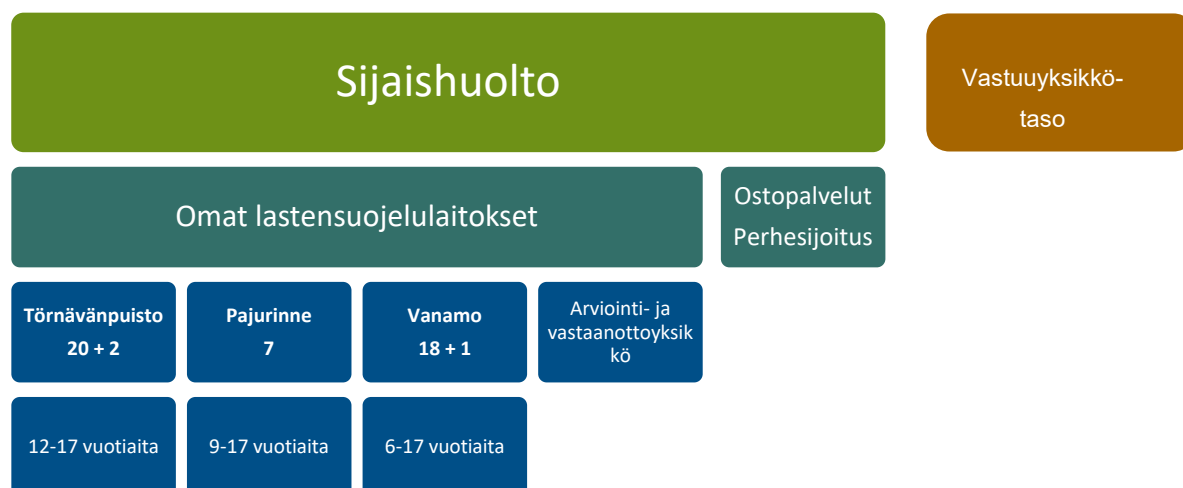 Sijaishuolto
Vastuuyksikkö-
taso
Omat lastensuojelulaitokset
Ostopalvelut
Perhesijoitus
Törnävänpuisto
20 + 2
Pajurinne
7
Vanamo
18 + 1
Arviointi- ja
vastaanottoyksik
kö
12-17 vuotiaita
9-17 vuotiaita
6-17 vuotiaita